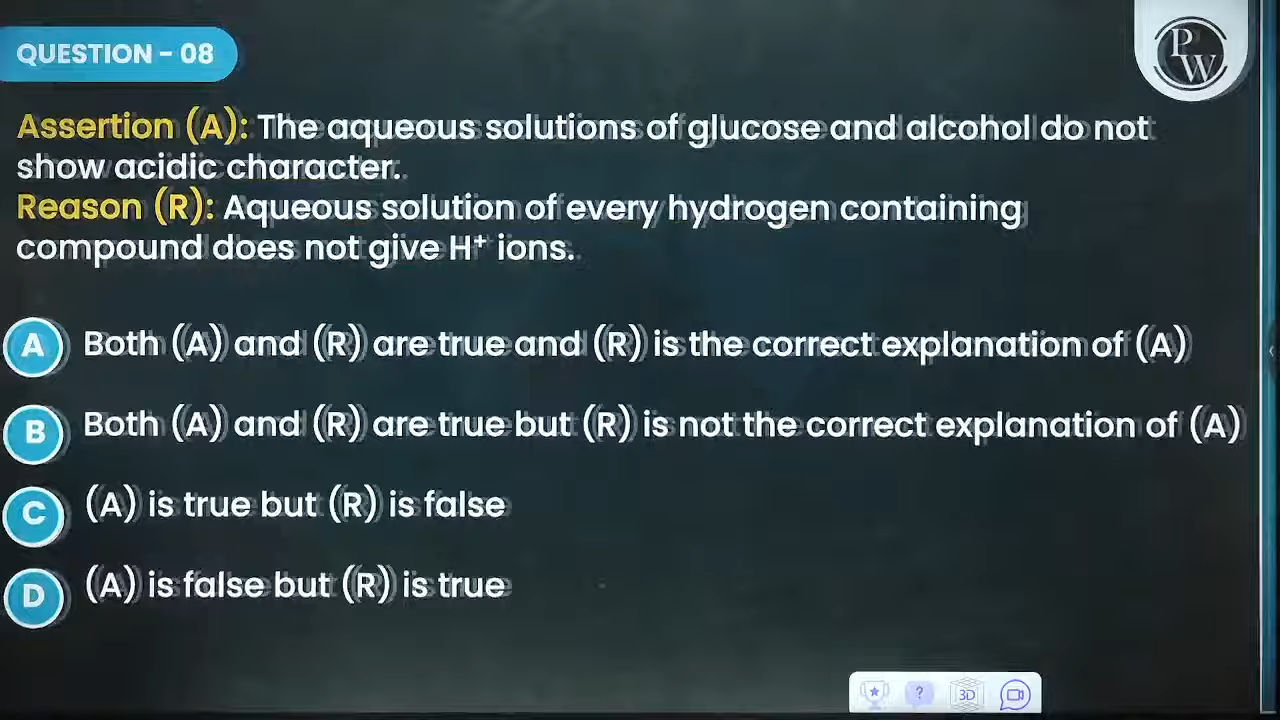 QUESTION - 08
PW
Assertion (A): The aqueous solutions of glucose and alcohol do not
show acidic character.
Reason (R): Aqueous solution of every hydrogen containing
compound does not give H⁺ ions.
A Both (A) and (R) are true and (R) is the correct explanation of (A)
B Both (A) and (R) are true but (R) is not the correct explanation of (A)
C (A) is true but (R) is false
D (A) is false but (R) is true
? 3D